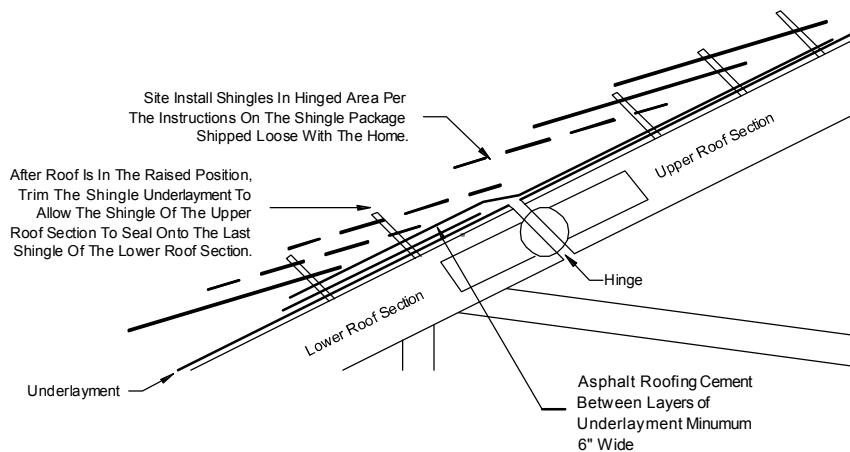 Site Install Shingles In Hinged Area Per
The Instructions On The Shingle Package
Shipped Loose With The Home.
After Roof Is In The Raised Position,
Trim The Shingle Underlayment To
Allow The Shingle Of The Upper
Roof Section To Seal Onto The Last
Shingle Of The Lower Roof Section.
Upper Roof Section
Hinge
Lower Roof Section
Underlayment
Asphalt Roofing Cement
Between Layers of
Underlayment Minumum
6" Wide